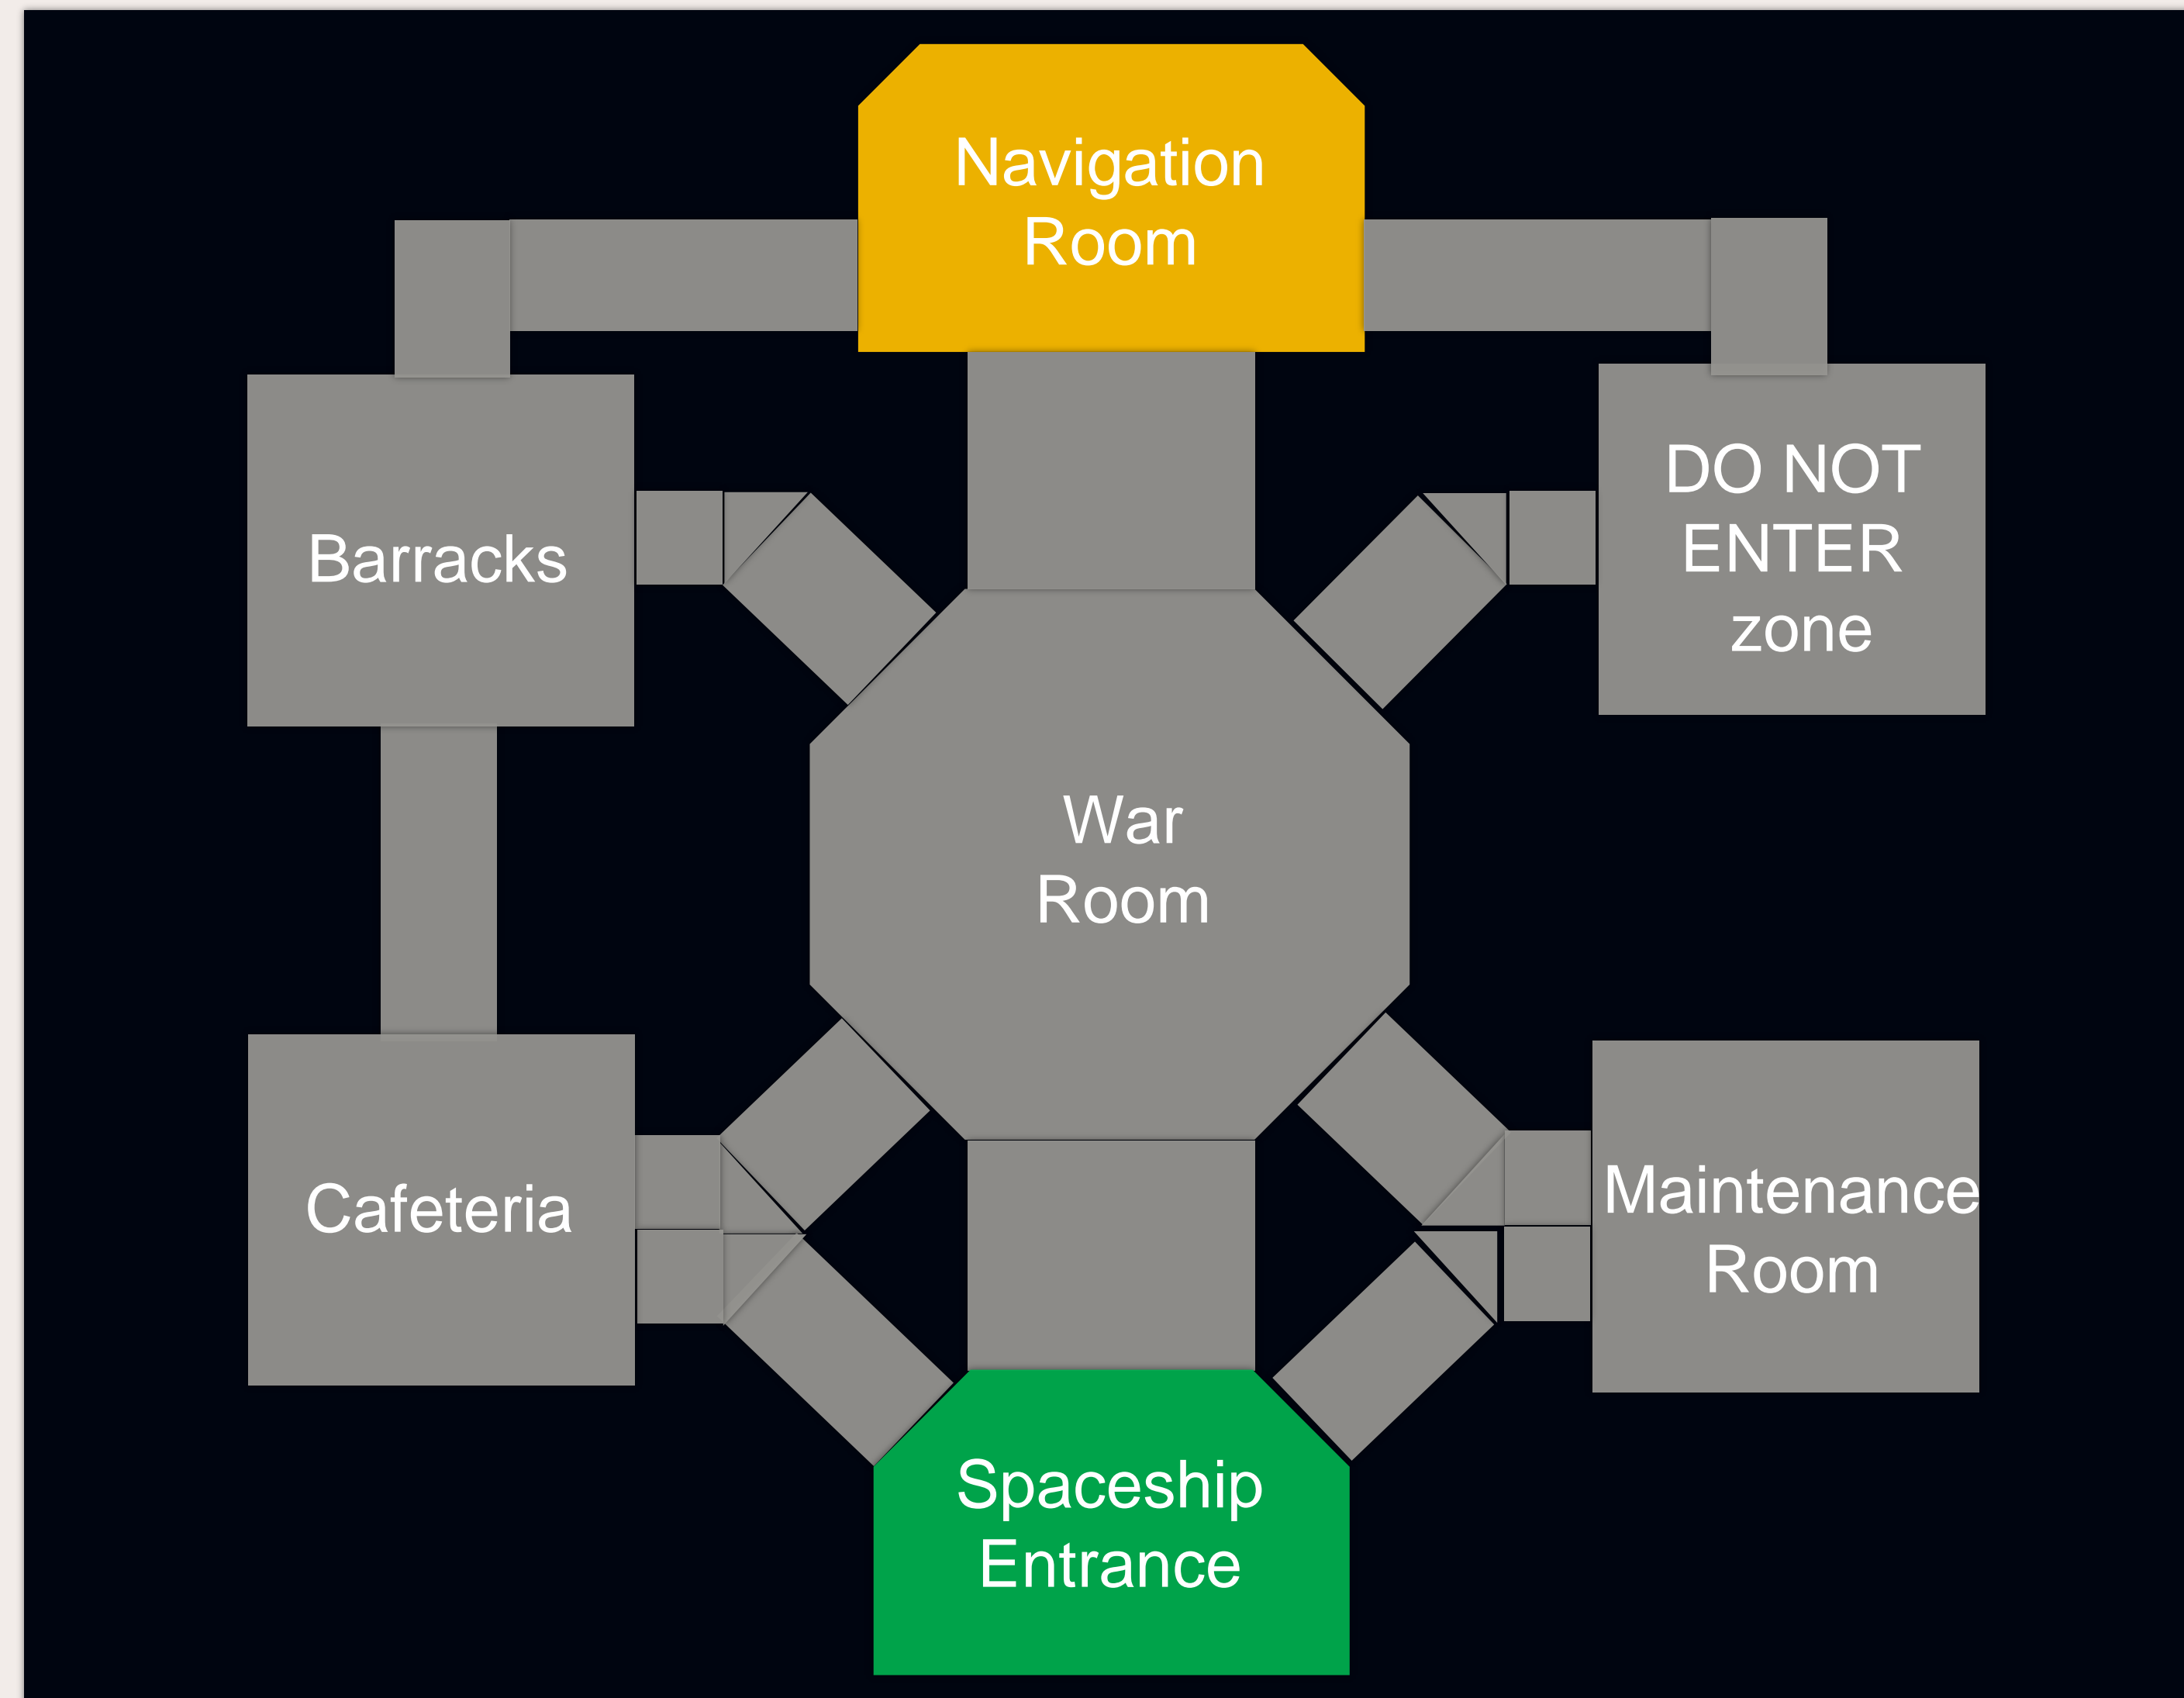 Navigation
Room
DO NOT
ENTER
zone
Barracks
War
Room
Cafeteria
Maintenance
Room
Spaceship
Entrance